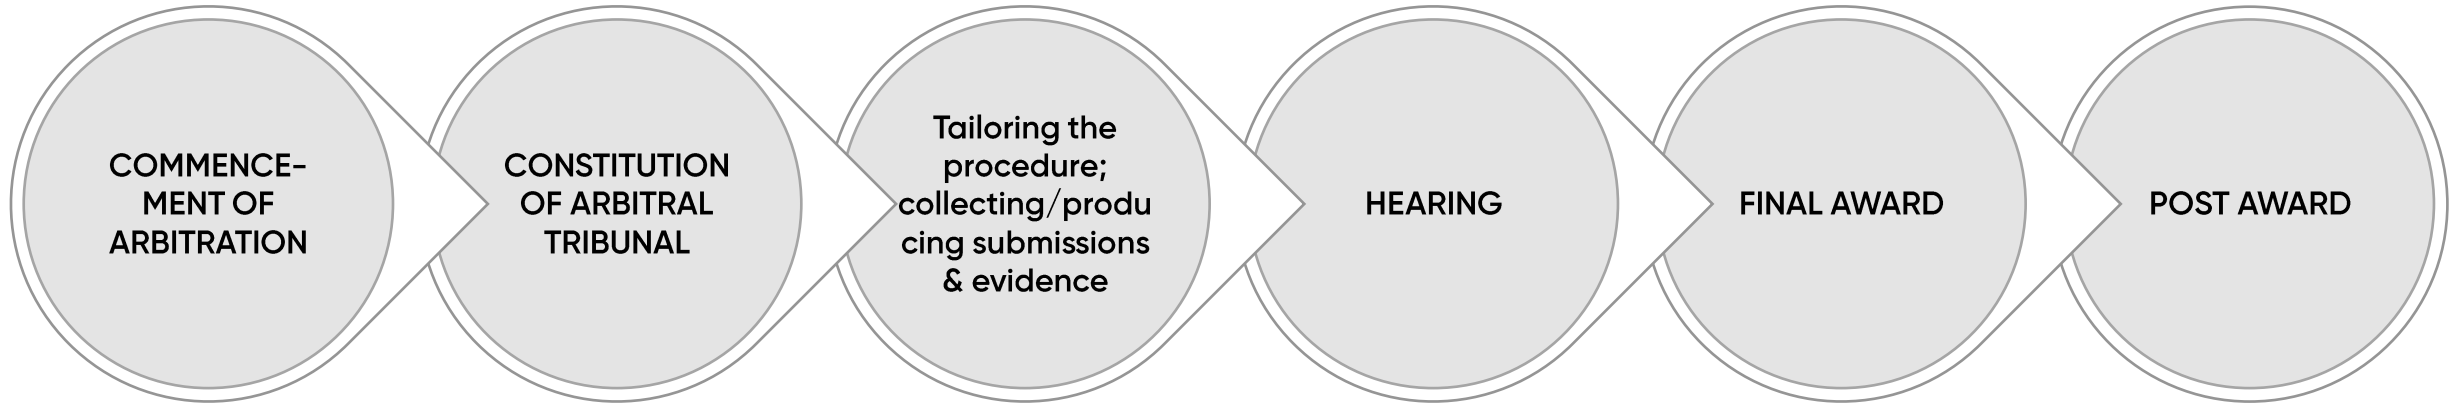 COMMENCE-
MENT OF
ARBITRATION
CONSTITUTION
OF ARBITRAL
TRIBUNAL
Tailoring the
procedure;
collecting/produ
cing submissions
& evidence
HEARING
FINAL AWARD
POST AWARD